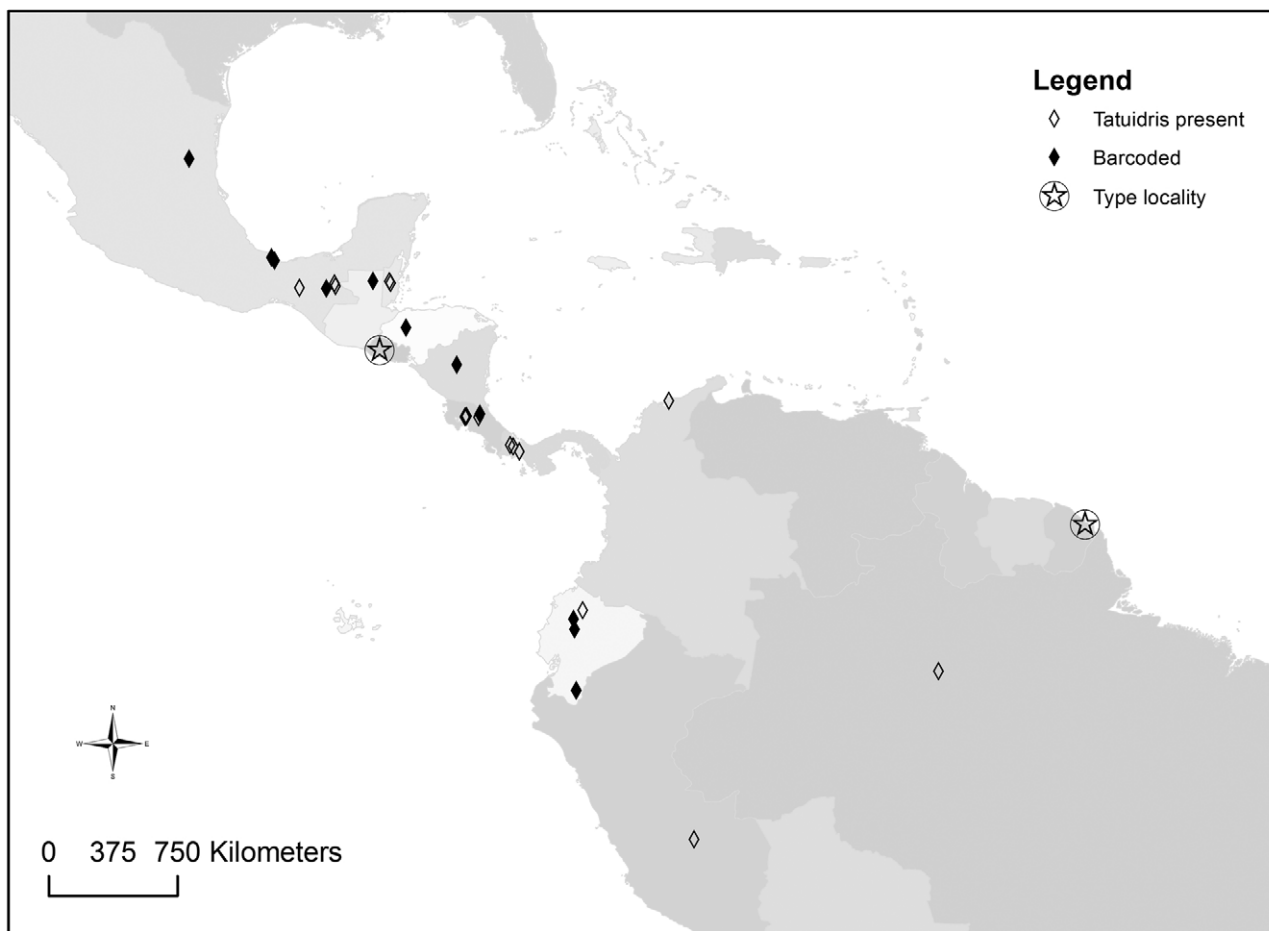 Legend
Tatuidris present
Barcoded
Type locality
N
W E
S
0 375 750 Kilometers